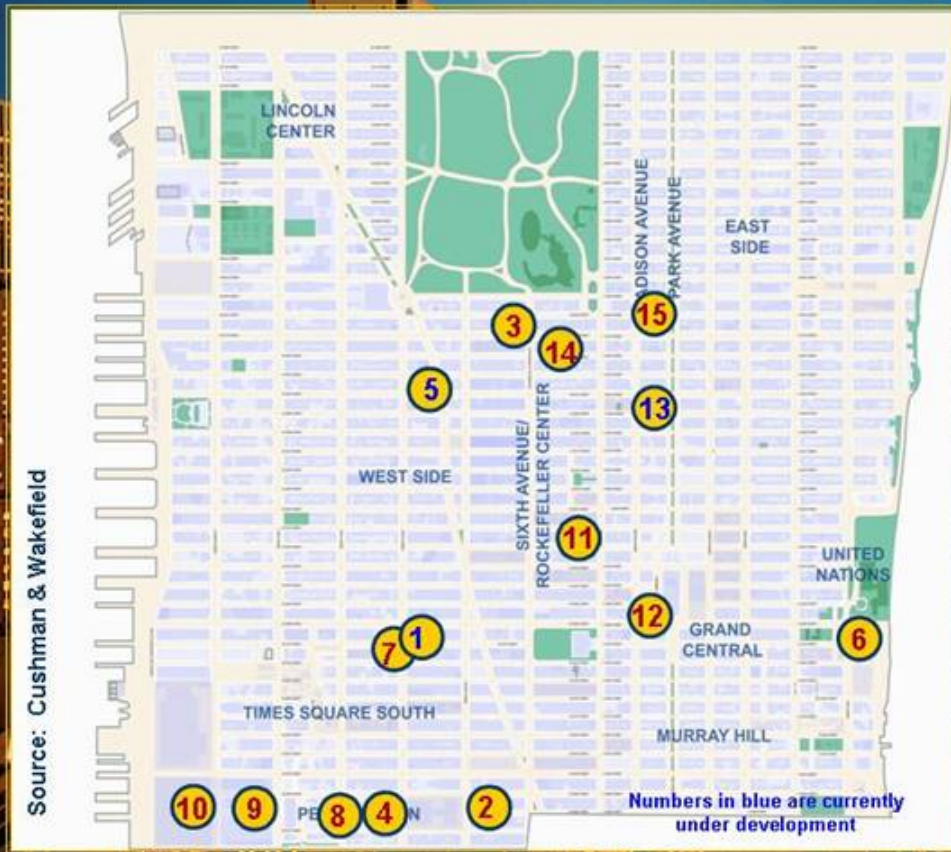 LINCOLN
CENTER
ADISON AVENUE
PARK AVENUE
EAST
SIDE
3
15
14
5
13
SIXTH AVENUE/
ROCKEFELLER CENTER
WEST SIDE
11
UNITED
NATIONS
12
1
7
GRAND
CENTRAL
6
TIMES SQUARE SOUTH
MURRAY HILL
10
9
PE
8
4
N
2
Numbers in blue are currently
under development
Source: Cushman & Wakefield